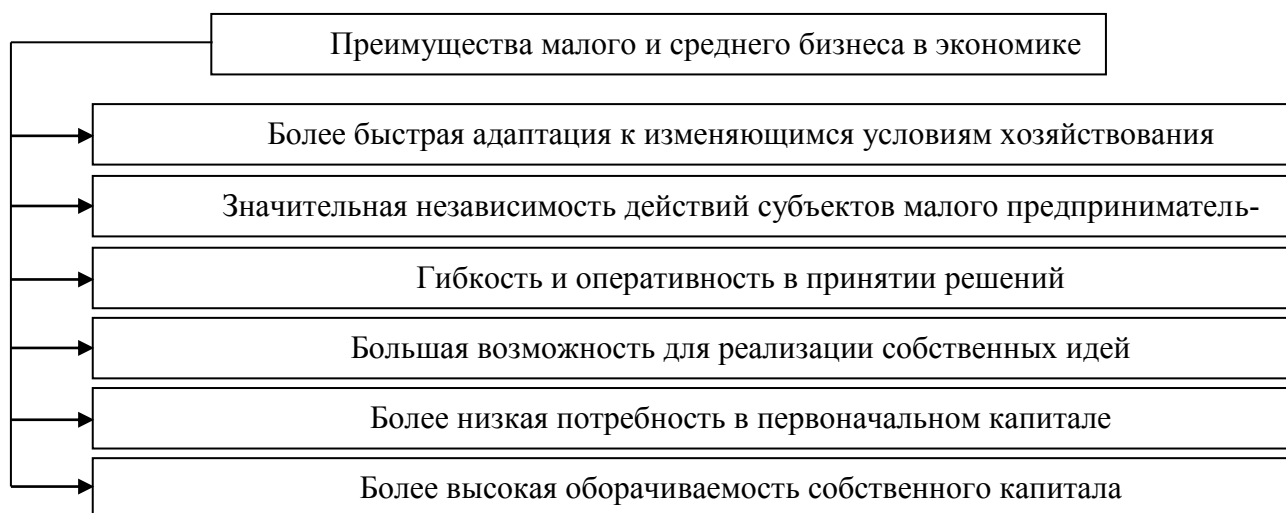 Преимущества малого и среднего бизнеса в экономике
Более быстрая адаптация к изменяющимся условиям хозяйствования
Значительная независимость действий субъектов малого предприниматель-
Гибкость и оперативность в принятии решений
Большая возможность для реализации собственных идей
Более низкая потребность в первоначальном капитале
Более высокая оборачиваемость собственного капитала